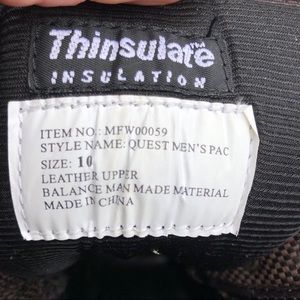 Thinsulate™
INSULATION
ITEM NO.: MFW00059
STYLE NAME: QUEST MEN'S PAC
SIZE: 10
LEATHER UPPER
BALANCE MAN MADE MATERIAL
MADE IN CHINA